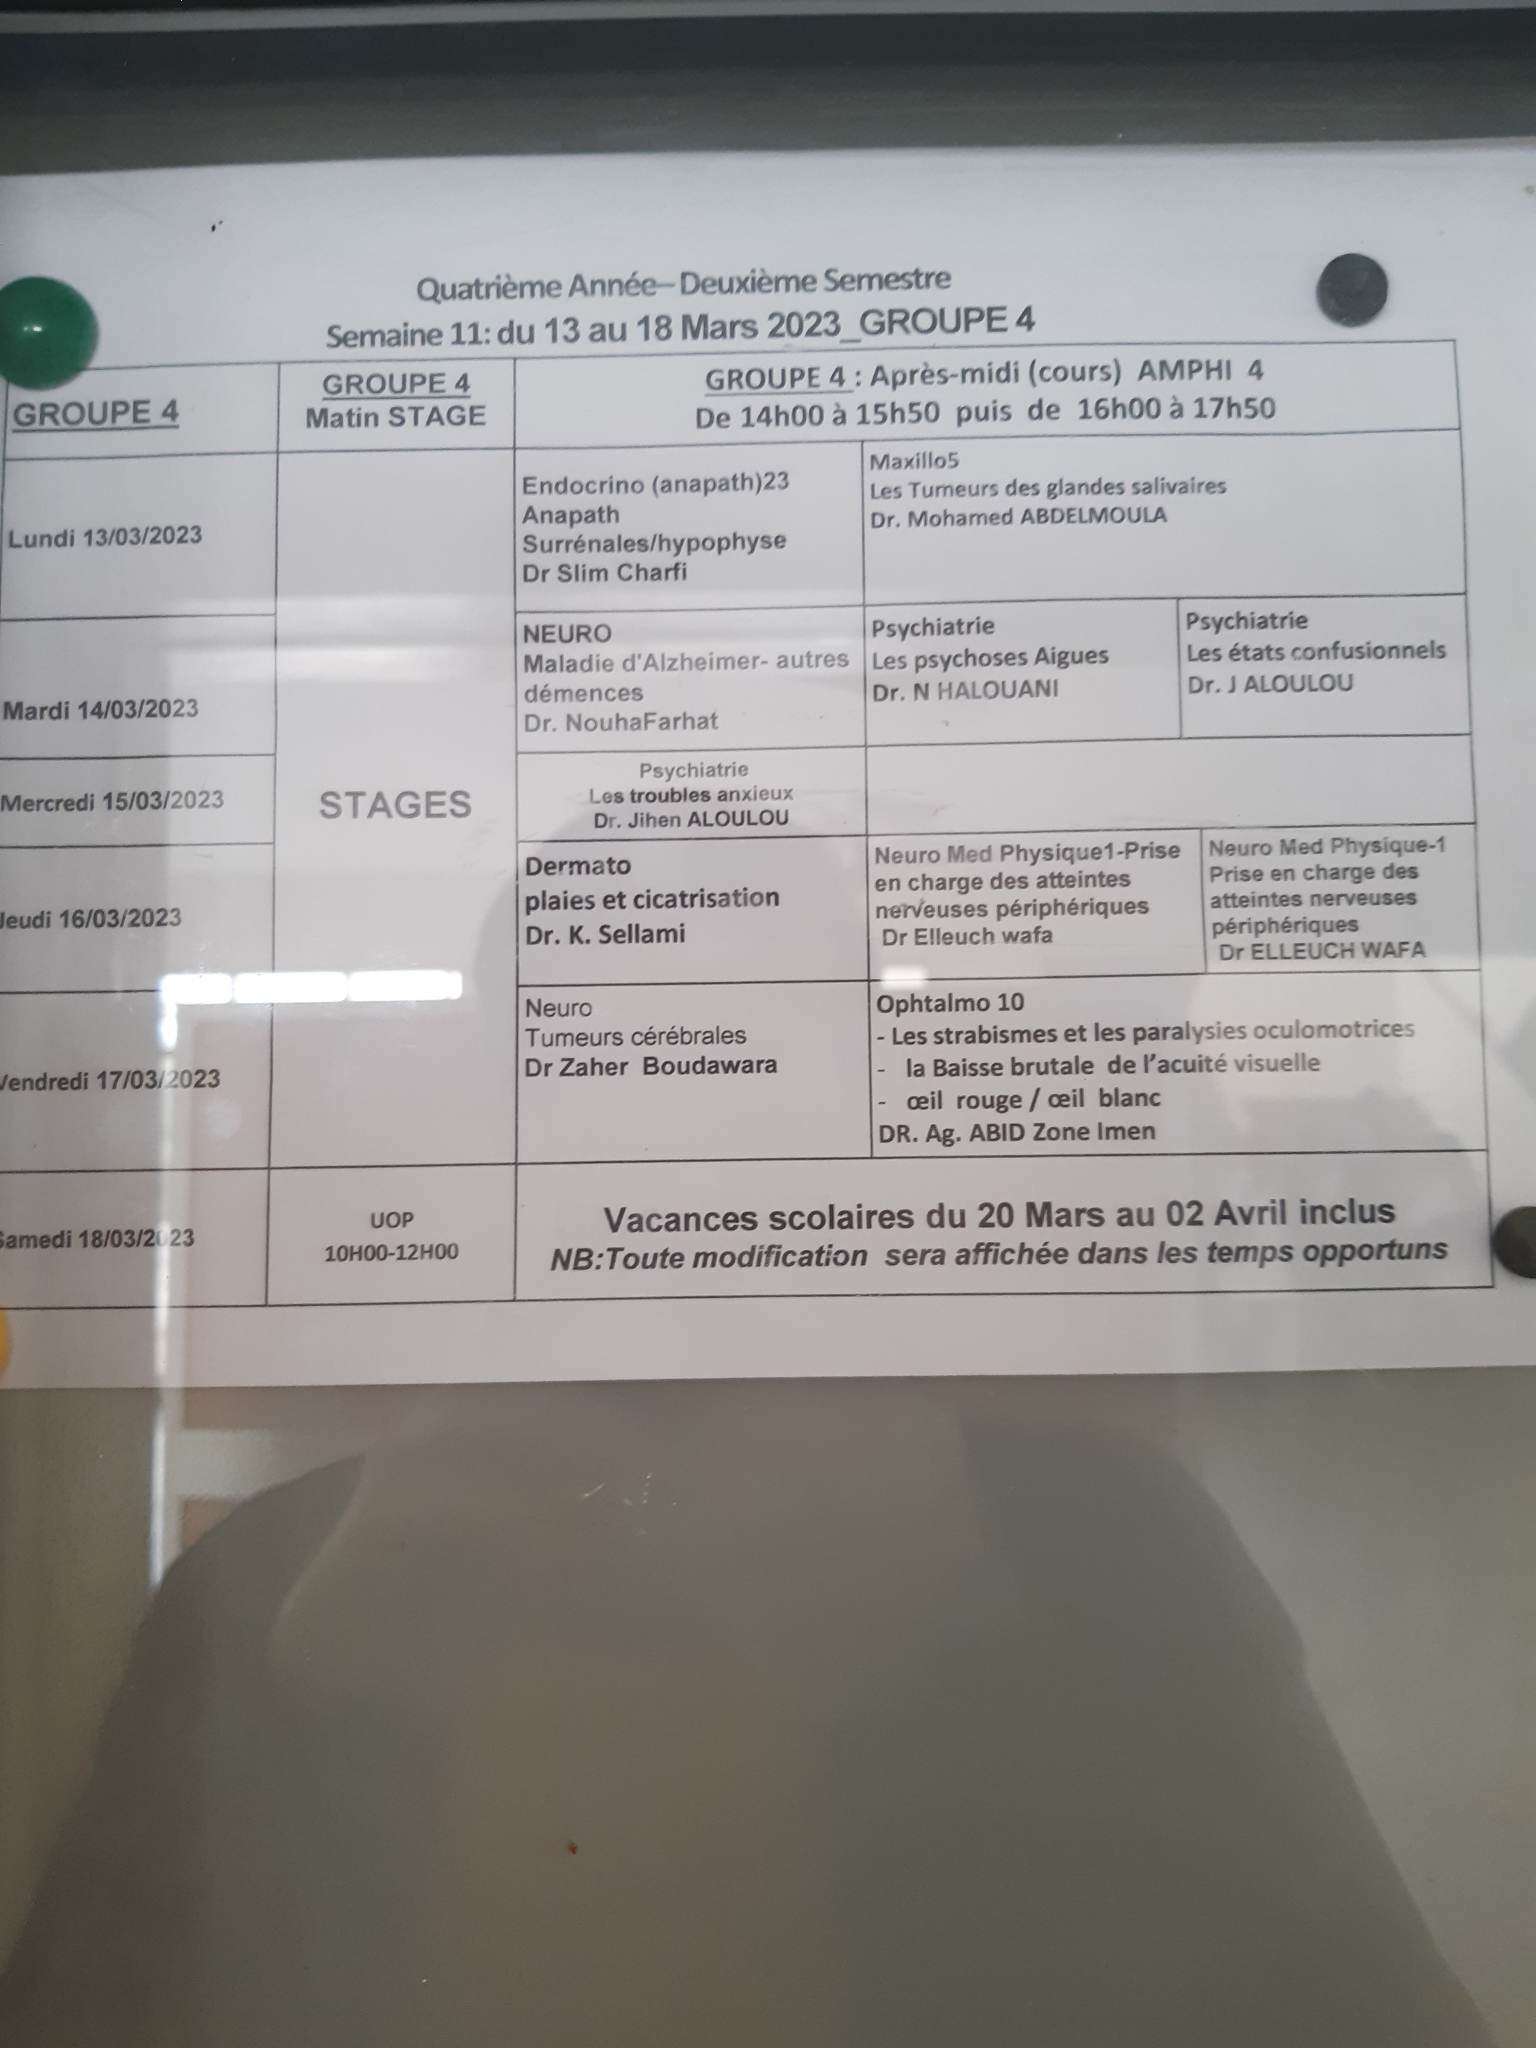 Quatrième Année–Deuxième Semestre
Semaine 11: du 13 au 18 Mars 2023_GROUPE 4
GROUPE 4
GROUPE 4
Matin STAGE
GROUPE 4 : Après-midi (cours) AMPHI 4
De 14h00 à 15h50 puis de 16h00 à 17h50
Lundi 13/03/2023
Endocrino (anapath)23
Anapath
Surrénales/hypophyse
Dr Slim Charfi
Maxillo5
Les Tumeurs des glandes salivaires
Dr. Mohamed ABDELMOULA
Mardi 14/03/2023
NEURO
Maladie d'Alzheimer- autres
démences
Dr. NouhaFarhat
Psychiatrie
Les psychoses Aigues
Dr. N HALOUANI
Psychiatrie
Les états confusionnels
Dr. J ALOULOU
Mercredi 15/03/2023
STAGES
Psychiatrie
Les troubles anxieux
Dr. Jihen ALOULOU
Jeudi 16/03/2023
Dermato
plaies et cicatrisation
Dr. K. Sellami
Neuro Med Physique1-Prise
en charge des atteintes
nerveuses périphériques
Dr Elleuch wafa
Neuro Med Physique-1
Prise en charge des
atteintes nerveuses
périphériques
Dr ELLEUCH WAFA
Vendredi 17/03/2023
Neuro
Tumeurs cérébrales
Dr Zaher Boudawara
Ophtalmo 10
- Les strabismes et les paralysies oculomotrices
- la Baisse brutale de l’acuité visuelle
- œil rouge / œil blanc
DR. Ag. ABID Zone Imen
Samedi 18/03/2023
UOP
10H00-12H00
Vacances scolaires du 20 Mars au 02 Avril inclus
NB:Toute modification sera affichée dans les temps opportuns